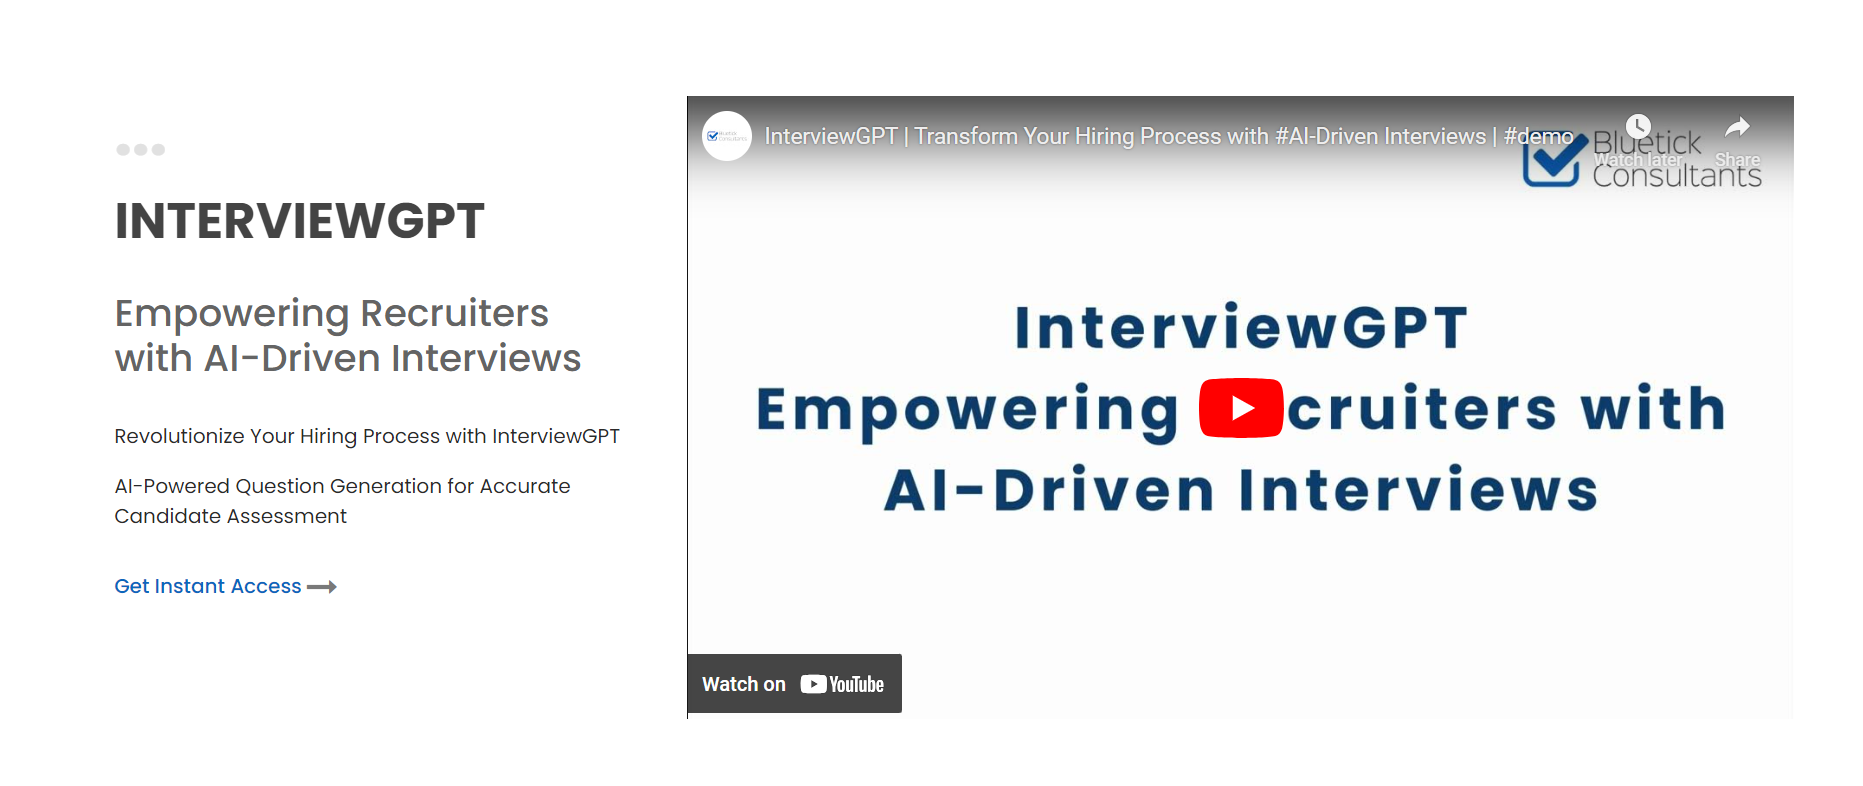 INTERVIEWGPT
Empowering Recruiters
with AI-Driven Interviews
Revolutionize Your Hiring Process with InterviewGPT
AI-Powered Question Generation for Accurate
Candidate Assessment
Get Instant Access
Bluetick
Consultants
InterviewGPT | Transform Your Hiring Process with #AI-Driven Interviews | #demo
Watch later
Share
Bluetick
Consultants
InterviewGPT
Empowering cruiters with
AI-Driven Interviews
Watch on YouTube